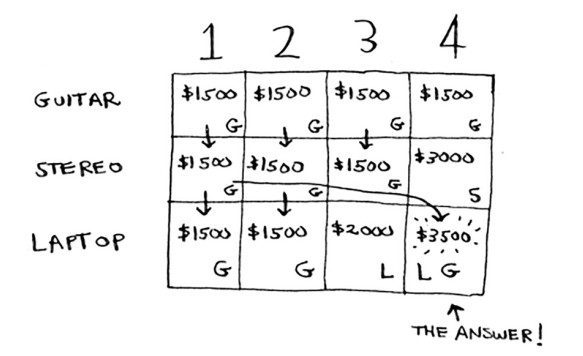 1 2 3 4
GUITAR $1500 $1500 $1500 $1500
G G G G
STEREO $1500 $1500 $1500 $3000
G G G S
LAPTOP $1500 $1500 $2000 $3500
G G L L G
THE ANSWER!